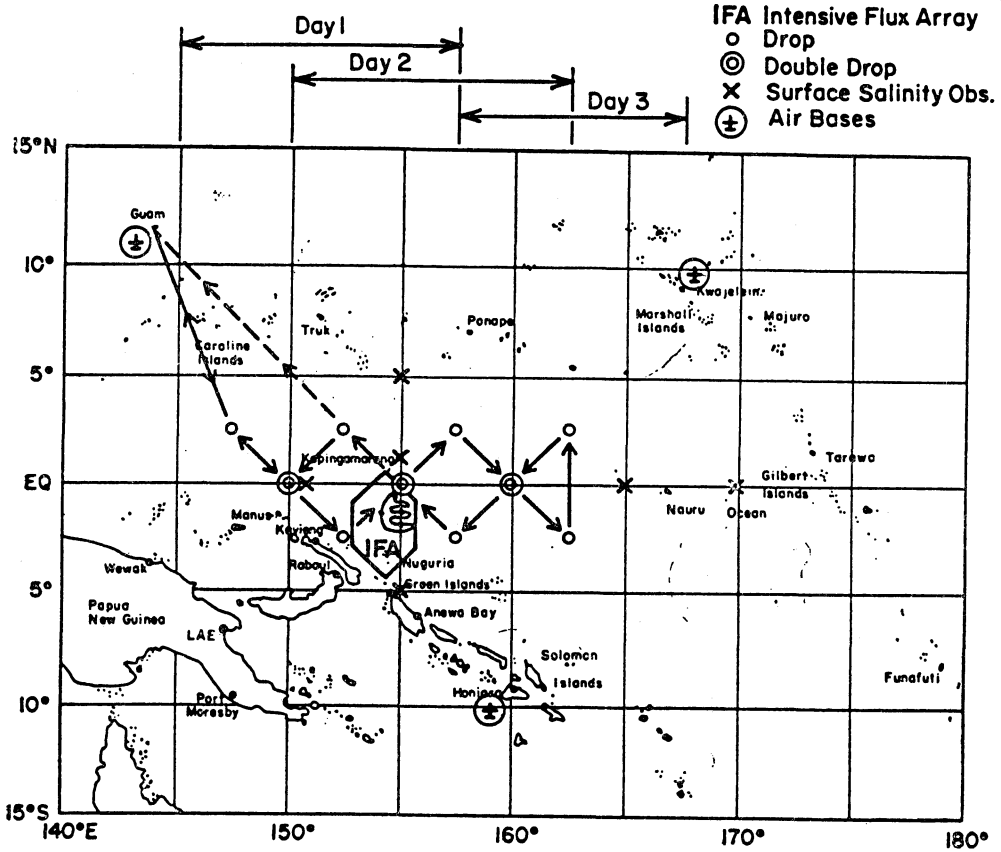 Day 1
Day 2
Day 3
IFA Intensive Flux Array
Drop
Double Drop
Surface Salinity Obs.
Air Bases
15°N
Guam
10°
Kwajalein
Marshall
Islands
Majuro
Truk
Ponape
Caroline
Islands
5°
Kapingamarang
EQ
Tarawa
Gilbert
Islands
Nauru
Ocean
Manus
Kavieng
IFA
Rabaul
Nuguria
Wewak
5°
Green Islands
Papua
New Guinea
Anewa Bay
LAE
Solomon
Islands
Honiara
Funafuti
Port
Moresby
10°
15°S
140°E
150°
160°
170°
180°